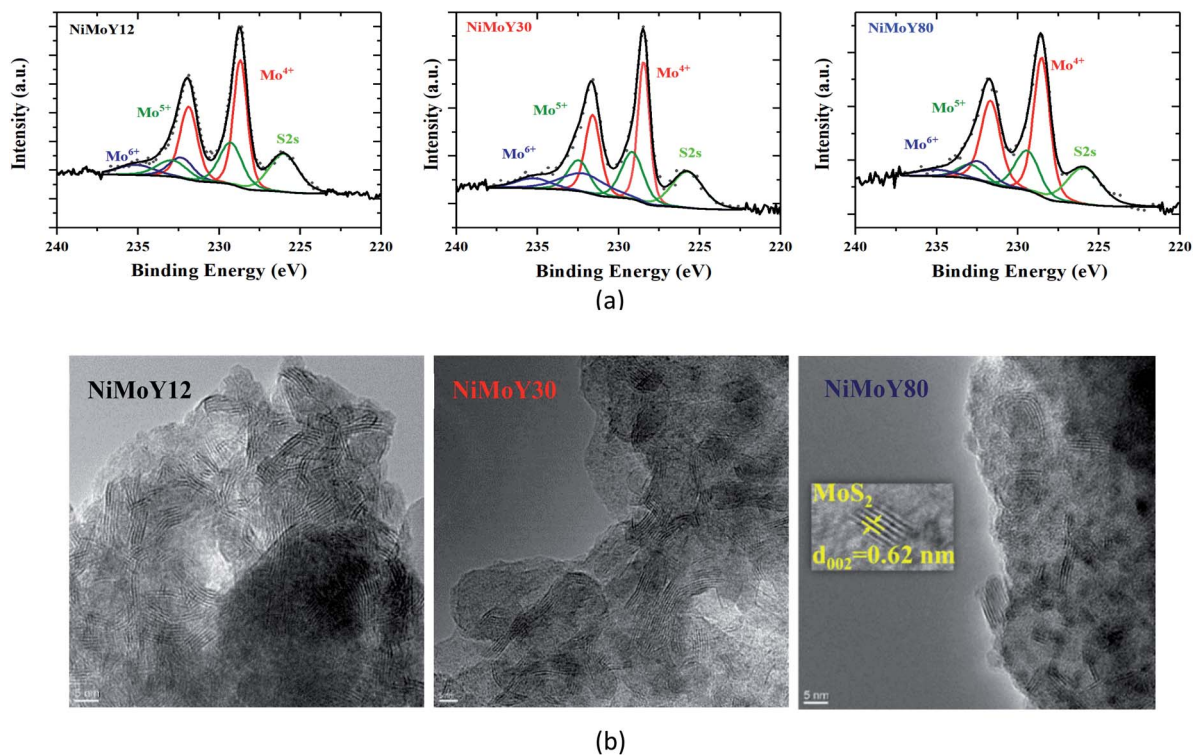 NiMoY12
Intensity (a.u.)
Mo6+
Mo5+
Mo4+
S2s
240 235 230 225 220
Binding Energy (eV)
NiMoY30
Intensity (a.u.)
Mo6+
Mo5+
Mo4+
S2s
240 235 230 225 220
Binding Energy (eV)
NiMoY80
Intensity (a.u.)
Mo6+
Mo5+
Mo4+
S2s
240 235 230 225 220
Binding Energy (eV)
(a)
NiMoY12
5 nm
NiMoY30
NiMoY80
MoS2
d002=0.62 nm
5 nm
(b)